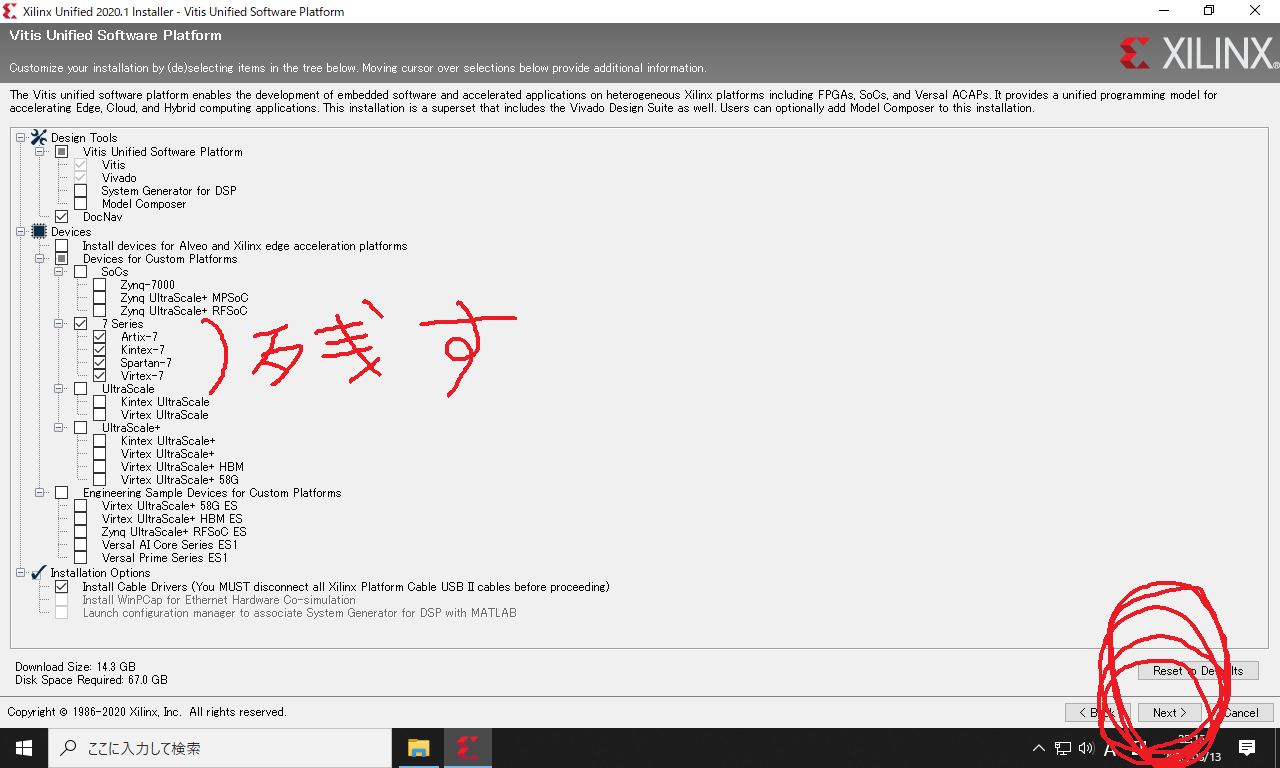 Xilinx Unified 2020.1 Installer - Vitis Unified Software Platform
Vitis Unified Software Platform
Customize your installation by (de)selecting items in the tree below. Moving cursor over selections below provide additional information.
XILINX®
The Vitis unified software platform enables the development of embedded software and accelerated applications on heterogeneous Xilinx platforms including FPGAs, SoCs, and Versal ACAPs. It provides a unified programming model for
accelerating Edge, Cloud, and Hybrid computing applications. This installation is a superset that includes the Vivado Design Suite as well. Users can optionally add Model Composer to this installation.
Design Tools
Vitis Unified Software Platform
Vitis
Vivado
System Generator for DSP
Model Composer
DocNav
Devices
Install devices for Alveo and Xilinx edge acceleration platforms
Devices for Custom Platforms
SoCs
Zynq-7000
Zynq UltraScale+ MPSoC
Zynq UltraScale+ RFSoC
7 Series
Artix-7
Kintex-7
Spartan-7
Virtex-7
残す
UltraScale
Kintex UltraScale
Virtex UltraScale
UltraScale+
Kintex UltraScale+
Virtex UltraScale+
Virtex UltraScale+ HBM
Virtex UltraScale+ 58G
Engineering Sample Devices for Custom Platforms
Virtex UltraScale+ 58G ES
Virtex UltraScale+ HBM ES
Zynq UltraScale+ RFSoC ES
Versal AI Core Series ES1
Versal Prime Series ES1
Installation Options
Install Cable Drivers (You MUST disconnect all Xilinx Platform Cable USB II cables before proceeding)
Install WinPCap for Ethernet Hardware Co-simulation
Launch configuration manager to associate System Generator for DSP with MATLAB
Download Size: 14.3 GB
Disk Space Required: 67.0 GB
Reset to Defaults
Copyright © 1986-2020 Xilinx, Inc. All rights reserved.
< Back Next > Cancel
ここに入力して検索